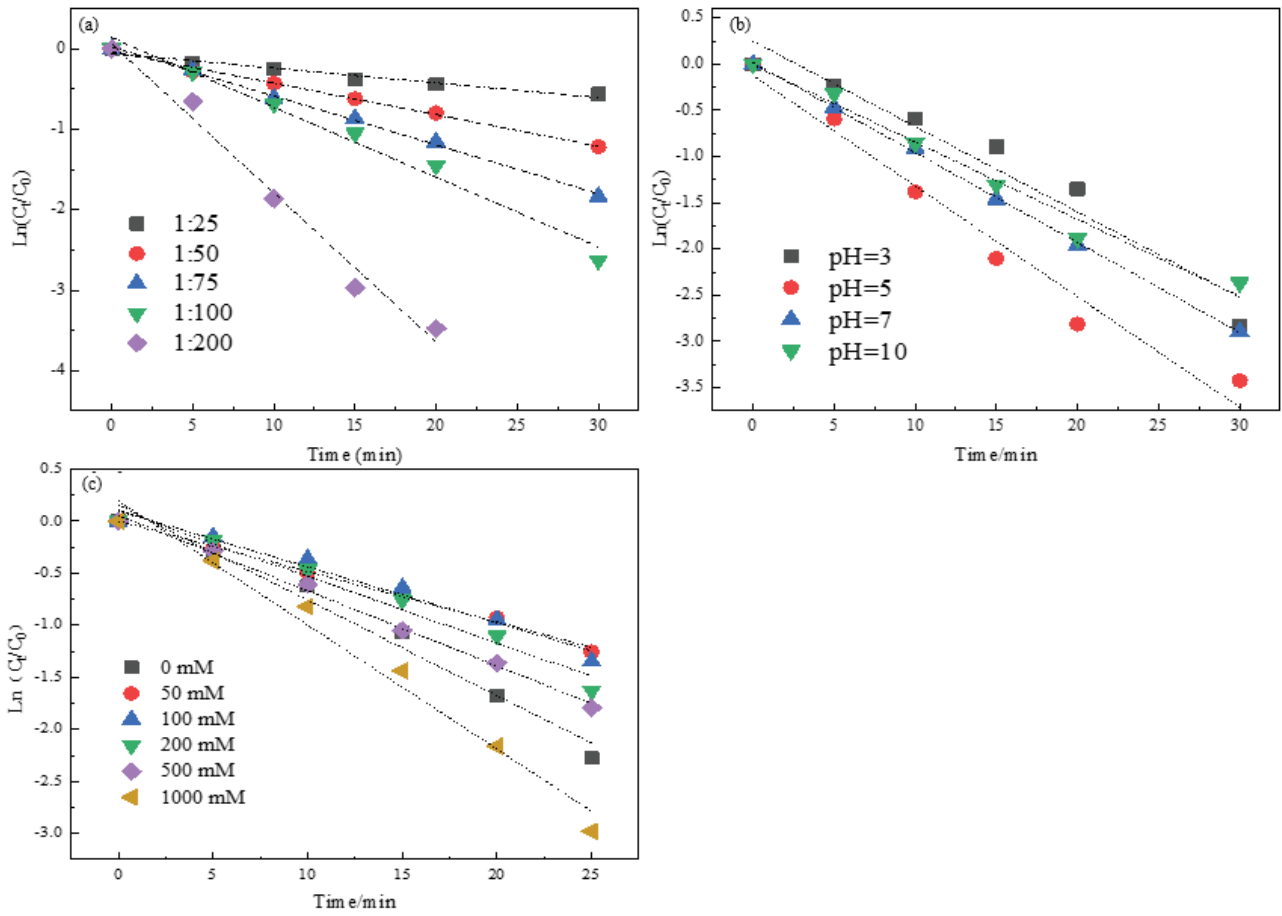 (a)
0
-1
-2
-3
-4
Ln(Ct/C0)
1:25
1:50
1:75
1:100
1:200
0 5 10 15 20 25 30
Time (min)
(b)
0.5
0.0
-0.5
-1.0
-1.5
-2.0
-2.5
-3.0
-3.5
Ln(Ct/C0)
pH=3
pH=5
pH=7
pH=10
0 5 10 15 20 25 30
Time/min
(c)
0.5
0.0
-0.5
-1.0
-1.5
-2.0
-2.5
-3.0
Ln (Ct/C0)
0 mM
50 mM
100 mM
200 mM
500 mM
1000 mM
0 5 10 15 20 25
Time/min